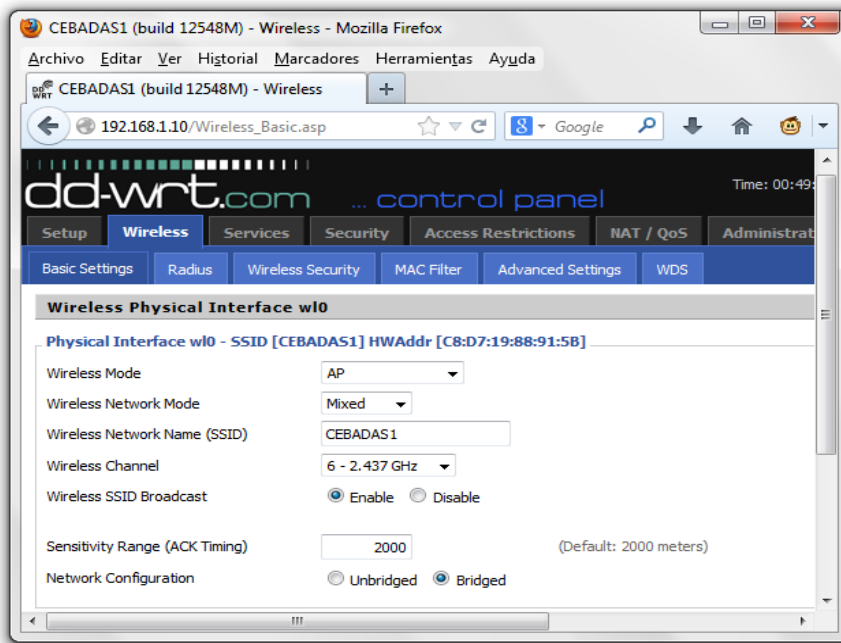 CEBADAS1 (build 12548M) - Wireless - Mozilla Firefox
Archivo Editar Ver Historial Marcadores Herramientas Ayuda
CEBADAS1 (build 12548M) - Wireless
192.168.1.10/Wireless_Basic.asp Google
dd-wrt.com ... control panel Time: 00:49:
Setup Wireless Services Security Access Restrictions NAT / QoS Administrat
Basic Settings Radius Wireless Security MAC Filter Advanced Settings WDS
Wireless Physical Interface wl0
Physical Interface wl0 - SSID [CEBADAS1] HWAddr [C8:D7:19:88:91:5B]
Wireless Mode AP
Wireless Network Mode Mixed
Wireless Network Name (SSID) CEBADAS1
Wireless Channel 6 - 2.437 GHz
Wireless SSID Broadcast Enable Disable
Sensitivity Range (ACK Timing) 2000 (Default: 2000 meters)
Network Configuration Unbridged Bridged